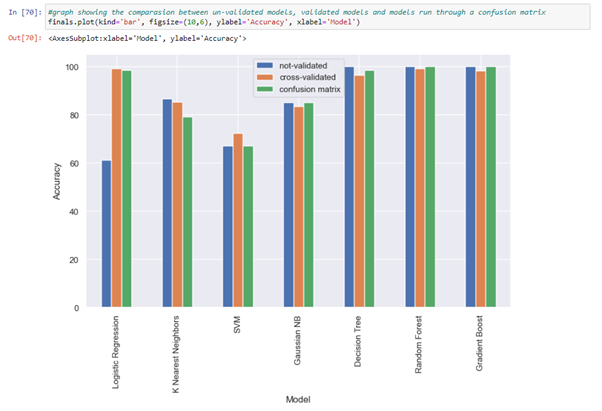 In [70]: #graph showing the comparasion between un-validated models, validated models and models run through a confusion matrix
finals.plot(kind='bar', figsize=(10,6), ylabel='Accuracy', xlabel='Model')
Out[70]: <AxesSubplot:xlabel='Model', ylabel='Accuracy'>
not-validated
cross-validated
confusion matrix
100
80
60
40
20
0
Accuracy
Logistic Regression
K Nearest Neighbors
SVM
Gaussian NB
Decision Tree
Random Forest
Gradient Boost
Model